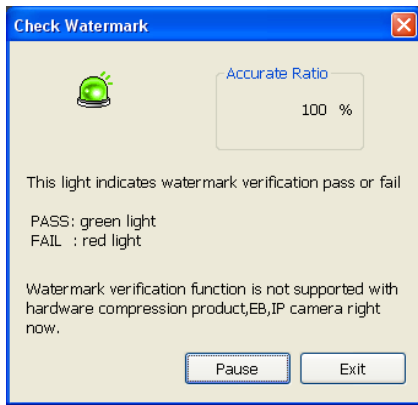 Check Watermark
Accurate Ratio
100 %
This light indicates watermark verification pass or fail
PASS: green light
FAIL : red light
Watermark verification function is not supported with
hardware compression product,EB,IP camera right
now.
Pause Exit